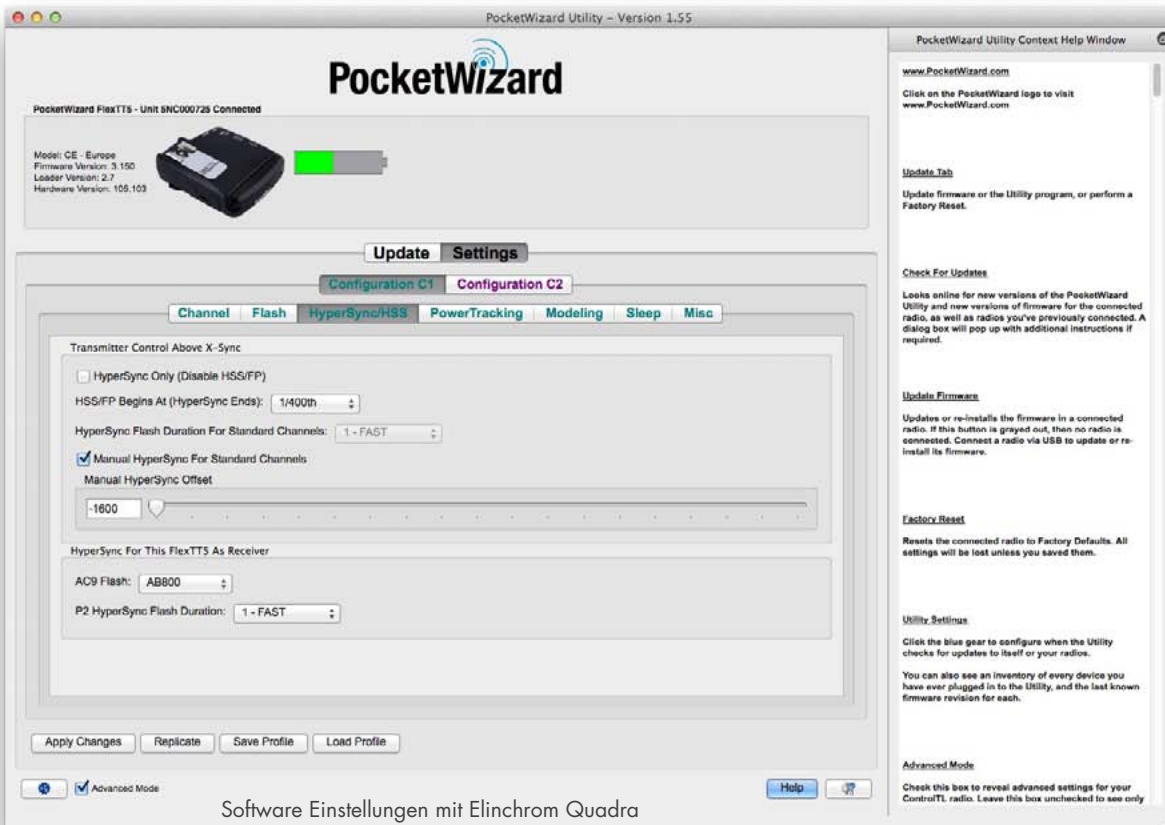 PocketWizard Utility - Version 1.55
PocketWizard
PocketWizard FlexTT5 - Unit 5NC000725 Connected
Model: CE - Europe
Firmware Version: 3.150
Loader Version: 2.7
Hardware Version: 105.103
Update Settings
Configuration C1 Configuration C2
Channel Flash HyperSync/HSS PowerTracking Modeling Sleep Misc
Transmitter Control Above X-Sync
HyperSync Only (Disable HSS/FP)
HSS/FP Begins At (HyperSync Ends): 1/400th
HyperSync Flash Duration For Standard Channels: 1 - FAST
Manual HyperSync For Standard Channels
Manual HyperSync Offset
-1600
HyperSync For This FlexTT5 As Receiver
AC9 Flash: AB800
P2 HyperSync Flash Duration: 1 - FAST
Apply Changes Replicate Save Profile Load Profile
Advanced Mode
Help
Software Einstellungen mit Elinchrom Quadra
PocketWizard Utility Context Help Window
www.PocketWizard.com
Click on the PocketWizard logo to visit
www.PocketWizard.com
Update Tab
Update firmware or the Utility program, or perform a
Factory Reset.
Check For Updates
Looks online for new versions of the PocketWizard
Utility and new versions of firmware for the connected
radio, as well as radios you've previously connected. A
dialog box will pop up with additional instructions if
required.
Update Firmware
Updates or re-installs the firmware in a connected
radio. If this button is grayed out, then no radio is
connected. Connect a radio via USB to update or re-
install its firmware.
Factory Reset
Resets the connected radio to Factory Defaults. All
settings will be lost unless you saved them.
Utility Settings
Click the blue gear to configure when the Utility
checks for updates to itself or your radios.
You can also see an inventory of every device you
have ever plugged in to the Utility, and the last known
firmware revision for each.
Advanced Mode
Check this box to reveal advanced settings for your
ControlTL radio. Leave this box unchecked to see only